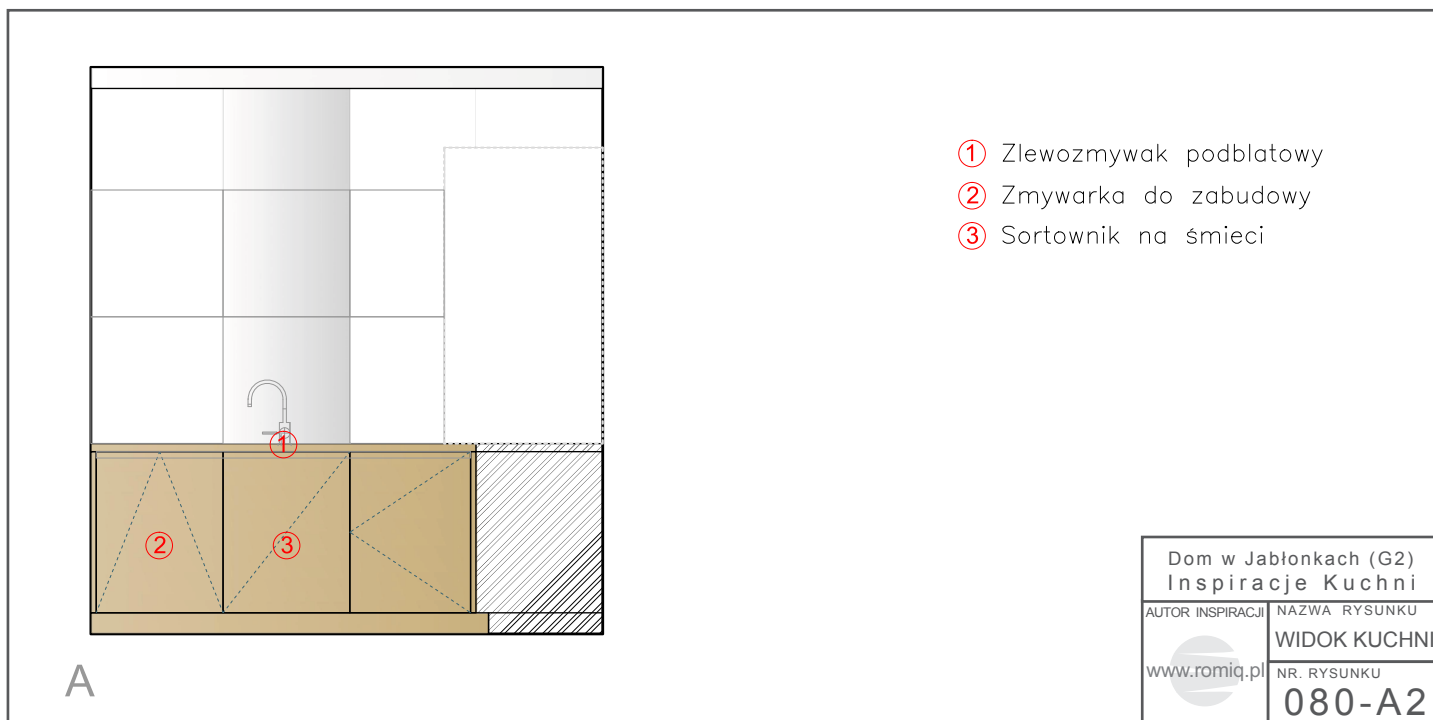 1 Zlewozmywak podblatowy
2 Zmywarka do zabudowy
3 Sortownik na śmieci
1
2
3
A
Dom w Jabłonkach (G2)
Inspiracje Kuchni
AUTOR INSPIRACJI
www.romiq.pl
NAZWA RYSUNKU
WIDOK KUCHNI
NR. RYSUNKU
080-A2